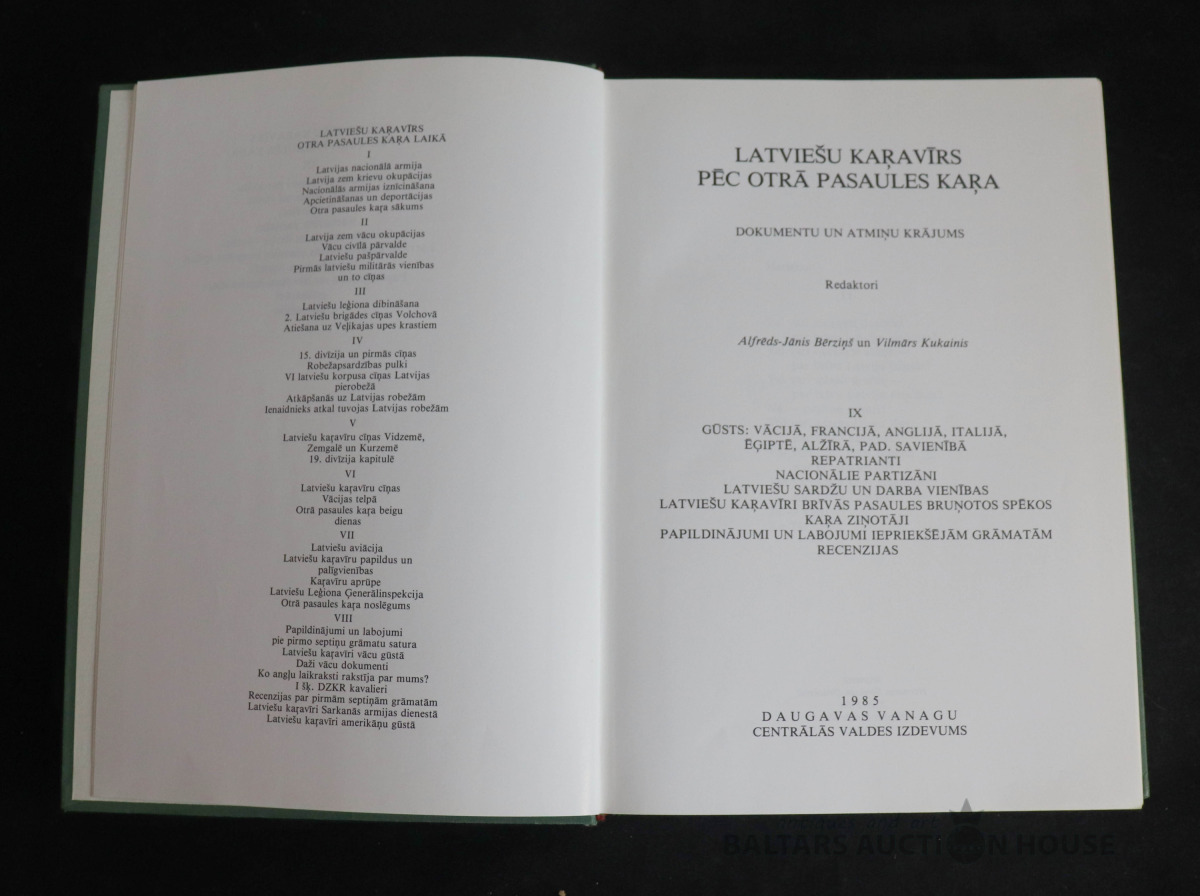 LATVIEŠU KAŖAVĪRS
OTRA PASAULES KAŖA LAIKĀ
I
Latvijas nacionālā armija
Latvija zem krievu okupācijas
Nacionālās armijas iznīcināšana
Apcietināšanas un deportācijas
Otra pasaules kaŗa sākums
II
Latvija zem vācu okupācijas
Vācu civīlā pārvalde
Latviešu pašpārvalde
Pirmās latviešu militārās vienības
un to cīņas
III
Latviešu leģiona dibināšana
2. Latviešu brigādes cīņas Volchovā
Atiešana uz Veļikajas upes krastiem
IV
15. divīzija un pirmās cīņas
Robežapsardzības pulki
VI latviešu korpusa cīņas Latvijas
pierobežā
Atkāpšanās uz Latvijas robežām
Ienaidnieks atkal tuvojas Latvijas robežām
V
Latviešu kaŗavīru cīņas Vidzemē,
Zemgalē un Kurzemē
19. divīzija kapitulē
VI
Latviešu kaŗavīru cīņas
Vācijas telpā
Otrā pasaules kaŗa beigu
dienas
VII
Latviešu aviācija
Latviešu kaŗavīru papildus un
palīgvienības
Kaŗavīru aprūpe
Latviešu Leģiona Ģenerālinspekcija
Otrā pasaules kaŗa noslēgums
VIII
Papildinājumi un labojumi
pie pirmo septiņu grāmatu satura
Latviešu kaŗavīri vācu gūstā
Daži vācu dokumenti
Ko angļu laikraksti rakstīja par mums?
I šķ. DZKR kavalieri
Recenzijas par pirmām septiņām grāmatām
Latviešu kaŗavīri Sarkanās armijas dienestā
Latviešu kaŗavīri amerikāņu gūstā
LATVIEŠU KAŖAVĪRS
PĒC OTRĀ PASAULES KAŖA
DOKUMENTU UN ATMIŅU KRĀJUMS
Redaktori
Alfrēds-Jānis Bērziņš un Vilmārs Kukainis
IX
GŪSTS: VĀCIJĀ, FRANCIJĀ, ANGLIJĀ, ITALIJĀ,
ĒĢIPTĒ, ALŽĪRĀ, PAD. SAVIENĪBĀ
REPATRIANTI
NACIONĀLIE PARTIZĀNI
LATVIEŠU SARDŽU UN DARBA VIENĪBAS
LATVIEŠU KAŖAVĪRI BRĪVĀS PASAULES BRUŅOTOS SPĒKOS
KAŖA ZIŅOTĀJI
PAPILDINĀJUMI UN LABOJUMI IEPRIEKŠĒJĀM GRĀMATĀM
RECENZIJAS
1985
DAUGAVAS VANAGU
CENTRĀLĀS VALDES IZDEVUMS
BALTARS AUCTION HOUSE